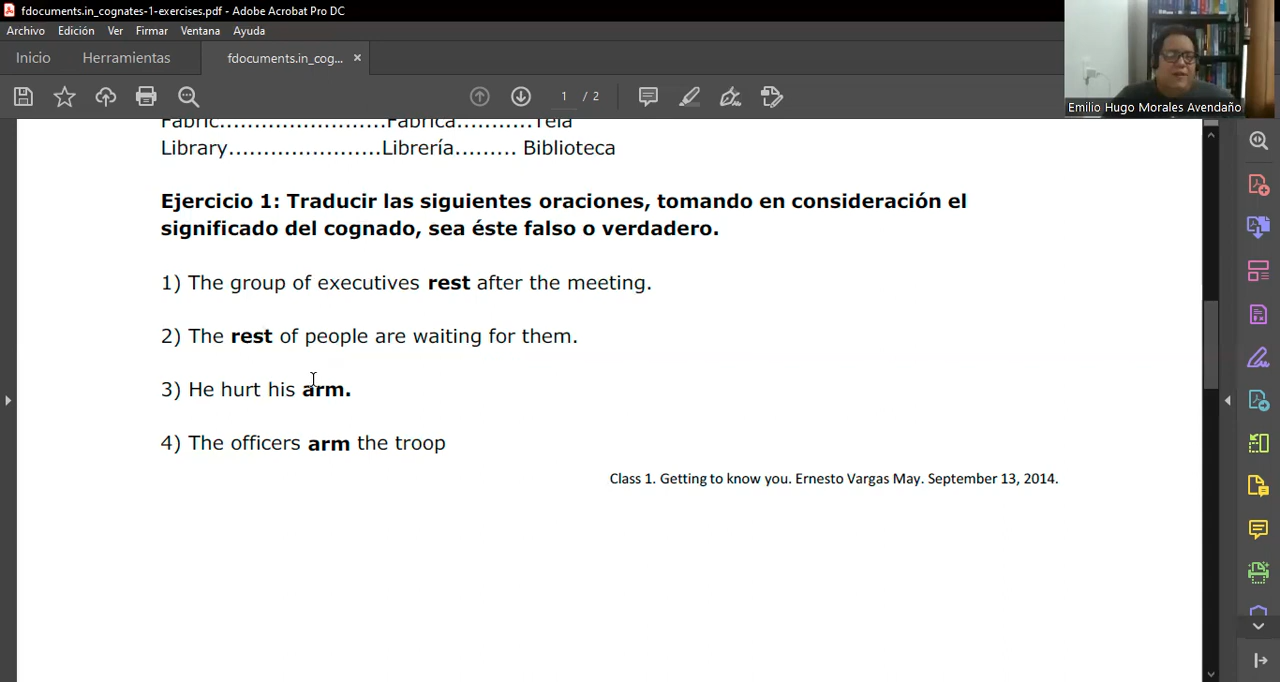 fdocuments.in_cognates-1-exercises.pdf - Adobe Acrobat Pro DC
Archivo Edición Ver Firmar Ventana Ayuda
Inicio Herramientas fdocuments.in_cog... ×
1 / 2
Emilio Hugo Morales Avendaño
Fabric........................Fábrica...........Tela
Library......................Librería......... Biblioteca
Ejercicio 1: Traducir las siguientes oraciones, tomando en consideración el
significado del cognado, sea éste falso o verdadero.
1) The group of executives rest after the meeting.
2) The rest of people are waiting for them.
3) He hurt his arm.
4) The officers arm the troop
Class 1. Getting to know you. Ernesto Vargas May. September 13, 2014.